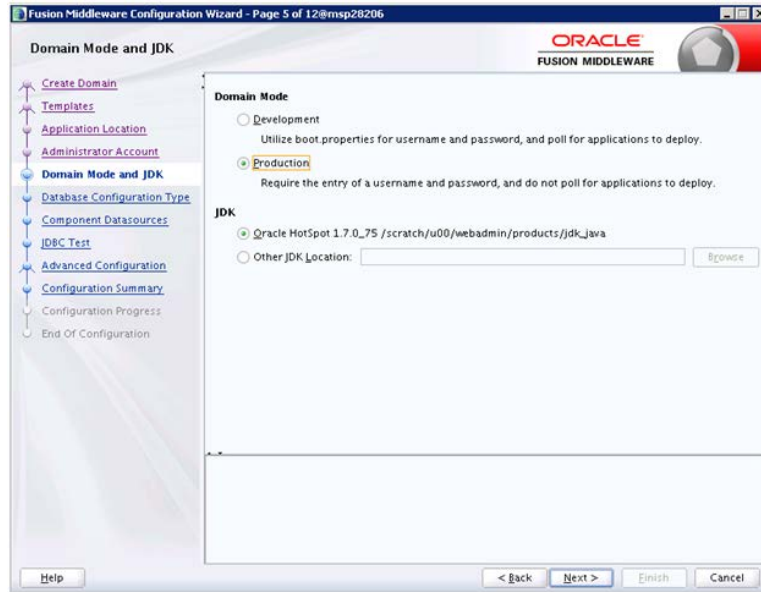 Fusion Middleware Configuration Wizard - Page 5 of 12@msp28206
Domain Mode and JDK
ORACLE
FUSION MIDDLEWARE
Create Domain
Templates
Application Location
Administrator Account
Domain Mode and JDK
Database Configuration Type
Component Datasources
JDBC Test
Advanced Configuration
Configuration Summary
Configuration Progress
End Of Configuration
Domain Mode
Development
Utilize boot.properties for username and password, and poll for applications to deploy.
Production
Require the entry of a username and password, and do not poll for applications to deploy.
JDK
Oracle HotSpot 1.7.0_75 /scratch/u00/webadmin/products/jdk_java
Other JDK Location:
Browse
Help
< Back
Next >
Finish
Cancel